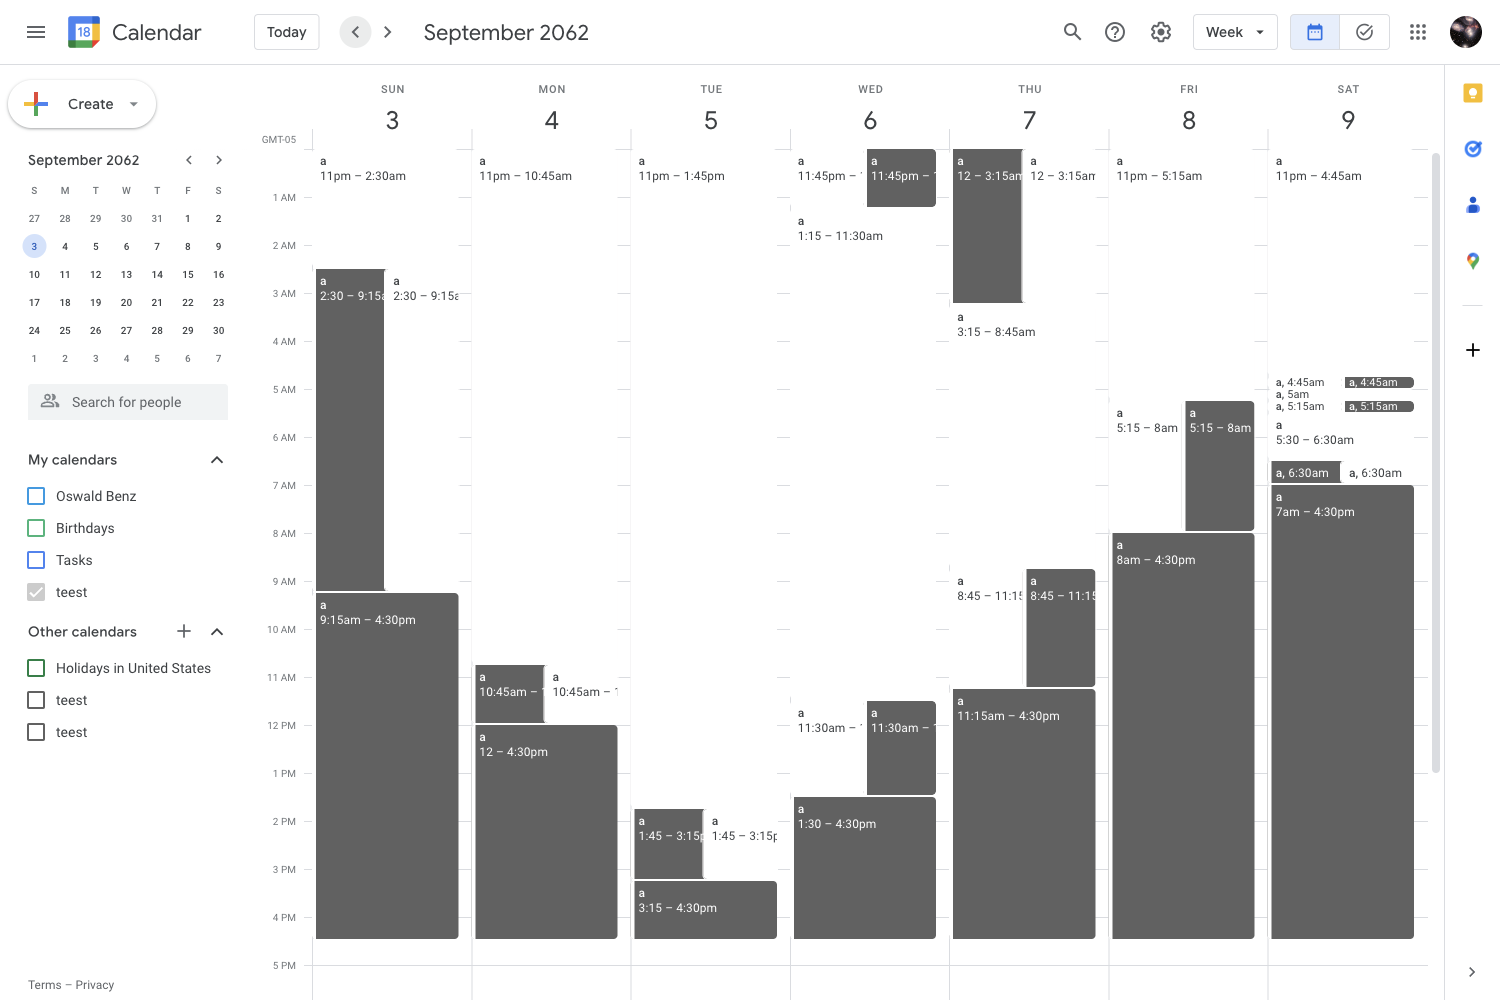 18 Calendar Today September 2062 Week
Create
September 2062
S M T W T F S
27 28 29 30 31 1 2
3 4 5 6 7 8 9
10 11 12 13 14 15 16
17 18 19 20 21 22 23
24 25 26 27 28 29 30
1 2 3 4 5 6 7
Search for people
My calendars
Oswald Benz
Birthdays
Tasks
teest
Other calendars
Holidays in United States
teest
teest
Terms – Privacy
GMT-05
1 AM
2 AM
3 AM
4 AM
5 AM
6 AM
7 AM
8 AM
9 AM
10 AM
11 AM
12 PM
1 PM
2 PM
3 PM
4 PM
5 PM
SUN
3
a
11pm – 2:30am
a
2:30 – 9:15a
a
2:30 – 9:15a
a
9:15am – 4:30pm
MON
4
a
11pm – 10:45am
a
10:45am – 1
a
10:45am – 1
a
12 – 4:30pm
TUE
5
a
11pm – 1:45pm
a
1:45 – 3:15p
a
1:45 – 3:15p
a
3:15 – 4:30pm
WED
6
a
11:45pm – 1
a
11:45pm – 1
a
1:15 – 11:30am
a
11:30am – 1
a
11:30am – 1
a
1:30 – 4:30pm
THU
7
a
12 – 3:15am
a
12 – 3:15am
a
3:15 – 8:45am
a
8:45 – 11:15
a
8:45 – 11:15
a
11:15am – 4:30pm
FRI
8
a
11pm – 5:15am
a
5:15 – 8am
a
5:15 – 8am
a
8am – 4:30pm
SAT
9
a
11pm – 4:45am
a, 4:45am
a, 4:45am
a, 5am
a, 5:15am
a, 5:15am
a
5:30 – 6:30am
a, 6:30am
a, 6:30am
a
7am – 4:30pm